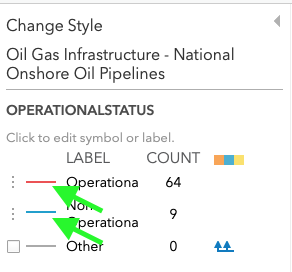 Change Style
Oil Gas Infrastructure - National
Onshore Oil Pipelines
OPERATIONALSTATUS
Click to edit symbol or label.
LABEL COUNT
Operationa 64
Non
Operationa 9
Other 0